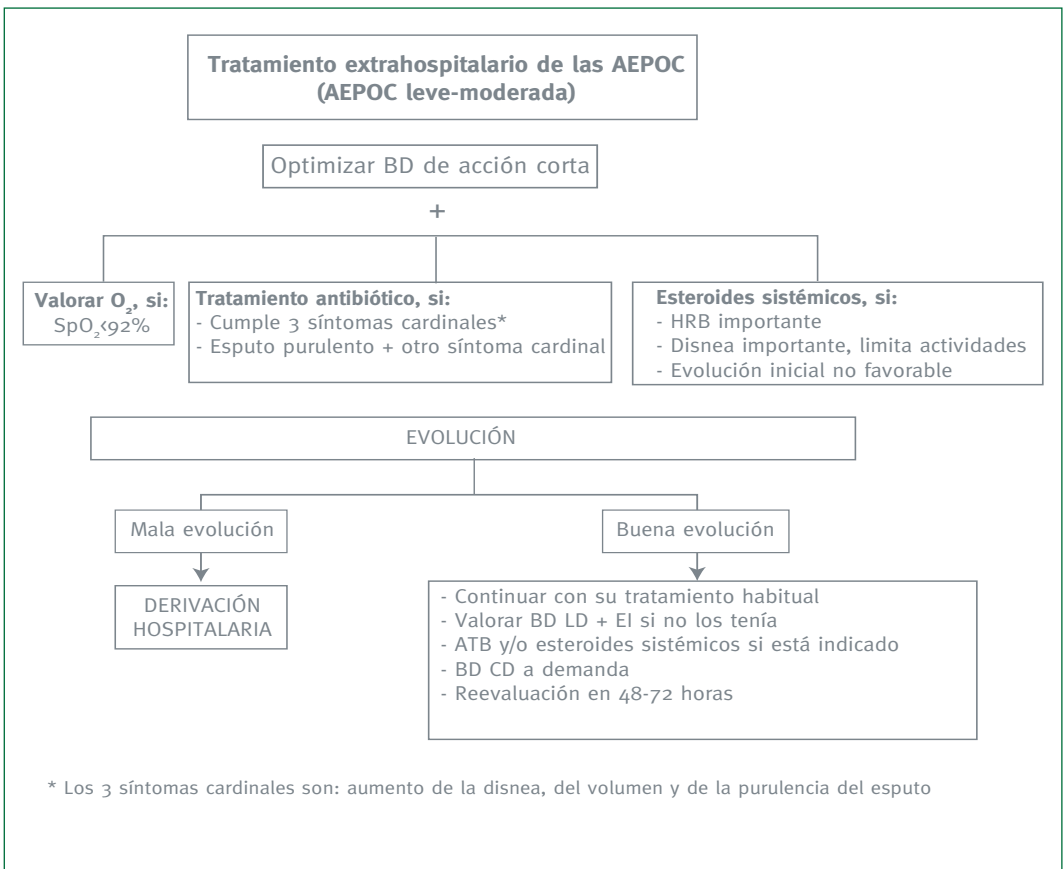 Tratamiento extrahospitalario de las AEPOC
(AEPOC leve-moderada)
Optimizar BD de acción corta
+
Valorar O₂, si:
SpO₂<92%
Tratamiento antibiótico, si:
- Cumple 3 síntomas cardinales*
- Esputo purulento + otro síntoma cardinal
Esteroides sistémicos, si:
- HRB importante
- Disnea importante, limita actividades
- Evolución inicial no favorable
EVOLUCIÓN
Mala evolución
Buena evolución
DERIVACIÓN
HOSPITALARIA
- Continuar con su tratamiento habitual
- Valorar BD LD + EI si no los tenía
- ATB y/o esteroides sistémicos si está indicado
- BD CD a demanda
- Reevaluación en 48-72 horas
* Los 3 síntomas cardinales son: aumento de la disnea, del volumen y de la purulencia del esputo